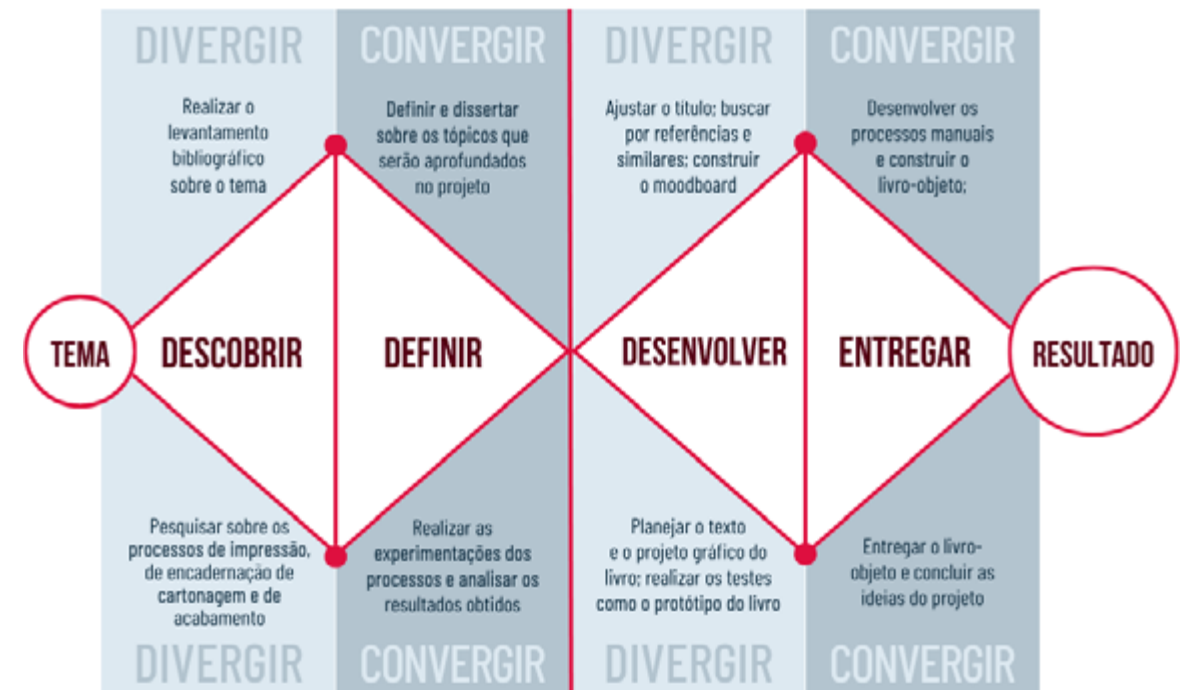 DIVERGIR
CONVERGIR
DIVERGIR
CONVERGIR
Realizar o
levantamento
bibliográfico
sobre o tema
Definir e dissertar
sobre os tópicos que
serão aprofundados
no projeto
Ajustar o título; buscar
por referências e
similares; construir
o moodboard
Desenvolver os
processos manuais
e construir o
livro-objeto;
TEMA
DESCOBRIR
DEFINIR
DESENVOLVER
ENTREGAR
RESULTADO
Pesquisar sobre os
processos de impressão,
de encadernação de
cartonagem e de
acabamento
Realizar as
experimentações dos
processos e analisar os
resultados obtidos
Planejar o texto
e o projeto gráfico do
livro; realizar os testes
como o protótipo do livro
Entregar o livro-
objeto e concluir as
ideias do projeto
DIVERGIR
CONVERGIR
DIVERGIR
CONVERGIR